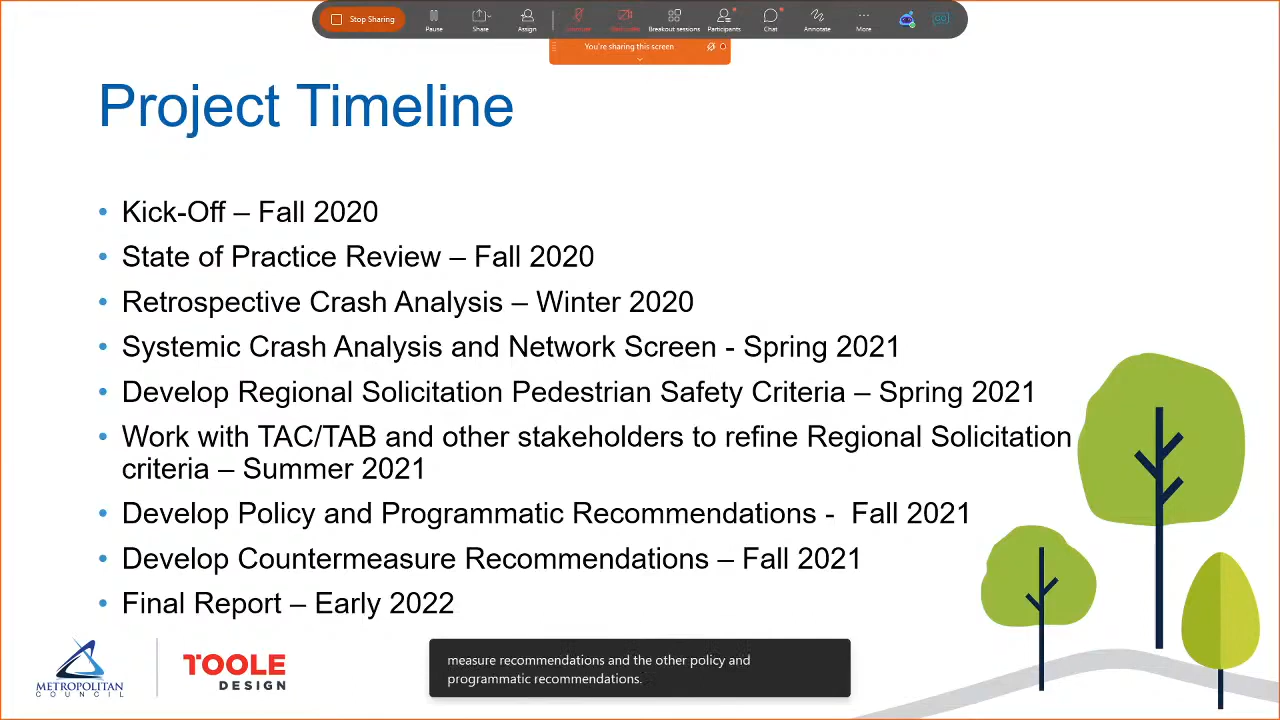 Stop Sharing
Pause
Share
Assign
Breakout sessions
Participants
Chat
Annotate
More
You're sharing this screen
Project Timeline
• Kick-Off – Fall 2020
• State of Practice Review – Fall 2020
• Retrospective Crash Analysis – Winter 2020
• Systemic Crash Analysis and Network Screen - Spring 2021
• Develop Regional Solicitation Pedestrian Safety Criteria – Spring 2021
• Work with TAC/TAB and other stakeholders to refine Regional Solicitation
criteria – Summer 2021
• Develop Policy and Programmatic Recommendations -  Fall 2021
• Develop Countermeasure Recommendations – Fall 2021
• Final Report – Early 2022
METROPOLITAN
COUNCIL
TOOLE
DESIGN
measure recommendations and the other policy and
programmatic recommendations.